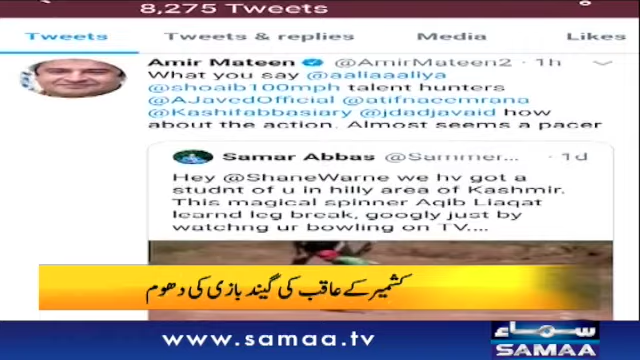 8,275 Tweets
Tweets Tweets & replies Media Likes
Amir Mateen @AmirMateen2 · 1h
What you say @aaliaaaliya
@shoaib100mph talent hunters
@AJavedOfficial @atifnaeemrana
@Kashifabbasiary @jdadjavaid how
about the action. Almost seems a pacer
Samar Abbas @Sammer... · 1d
Hey @ShaneWarne we hv got a
studnt of u in hilly area of Kashmir.
This magical spinner Aqib Liaqat
learnd leg break, googly just by
watchng ur bowling on TV....
کشمیر کے عاقب کی گیند بازی کی دھوم
www.samaa.tv
سماء
SAMAA